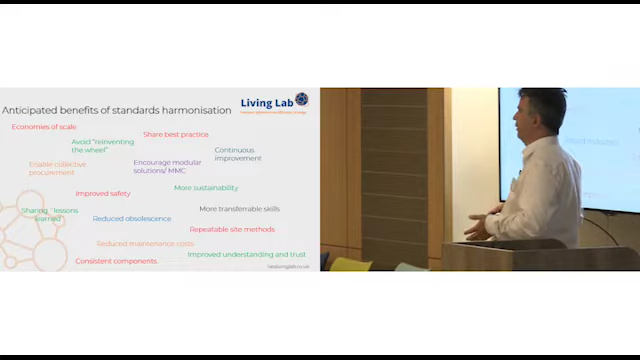 Living Lab
Anticipated benefits of standards harmonisation
Economies of scale
Share best practice
Avoid "reinventing
the wheel"
Continuous
improvement
Enable collective
procurement
Encourage modular
solutions/ MMC
Improved safety
More sustainability
Sharing "lessons
learned
Reduced obsolescence
More transferrable skills
Repeatable site methods
Reduced maintenance costs
Improved understanding and trust
Consistent components